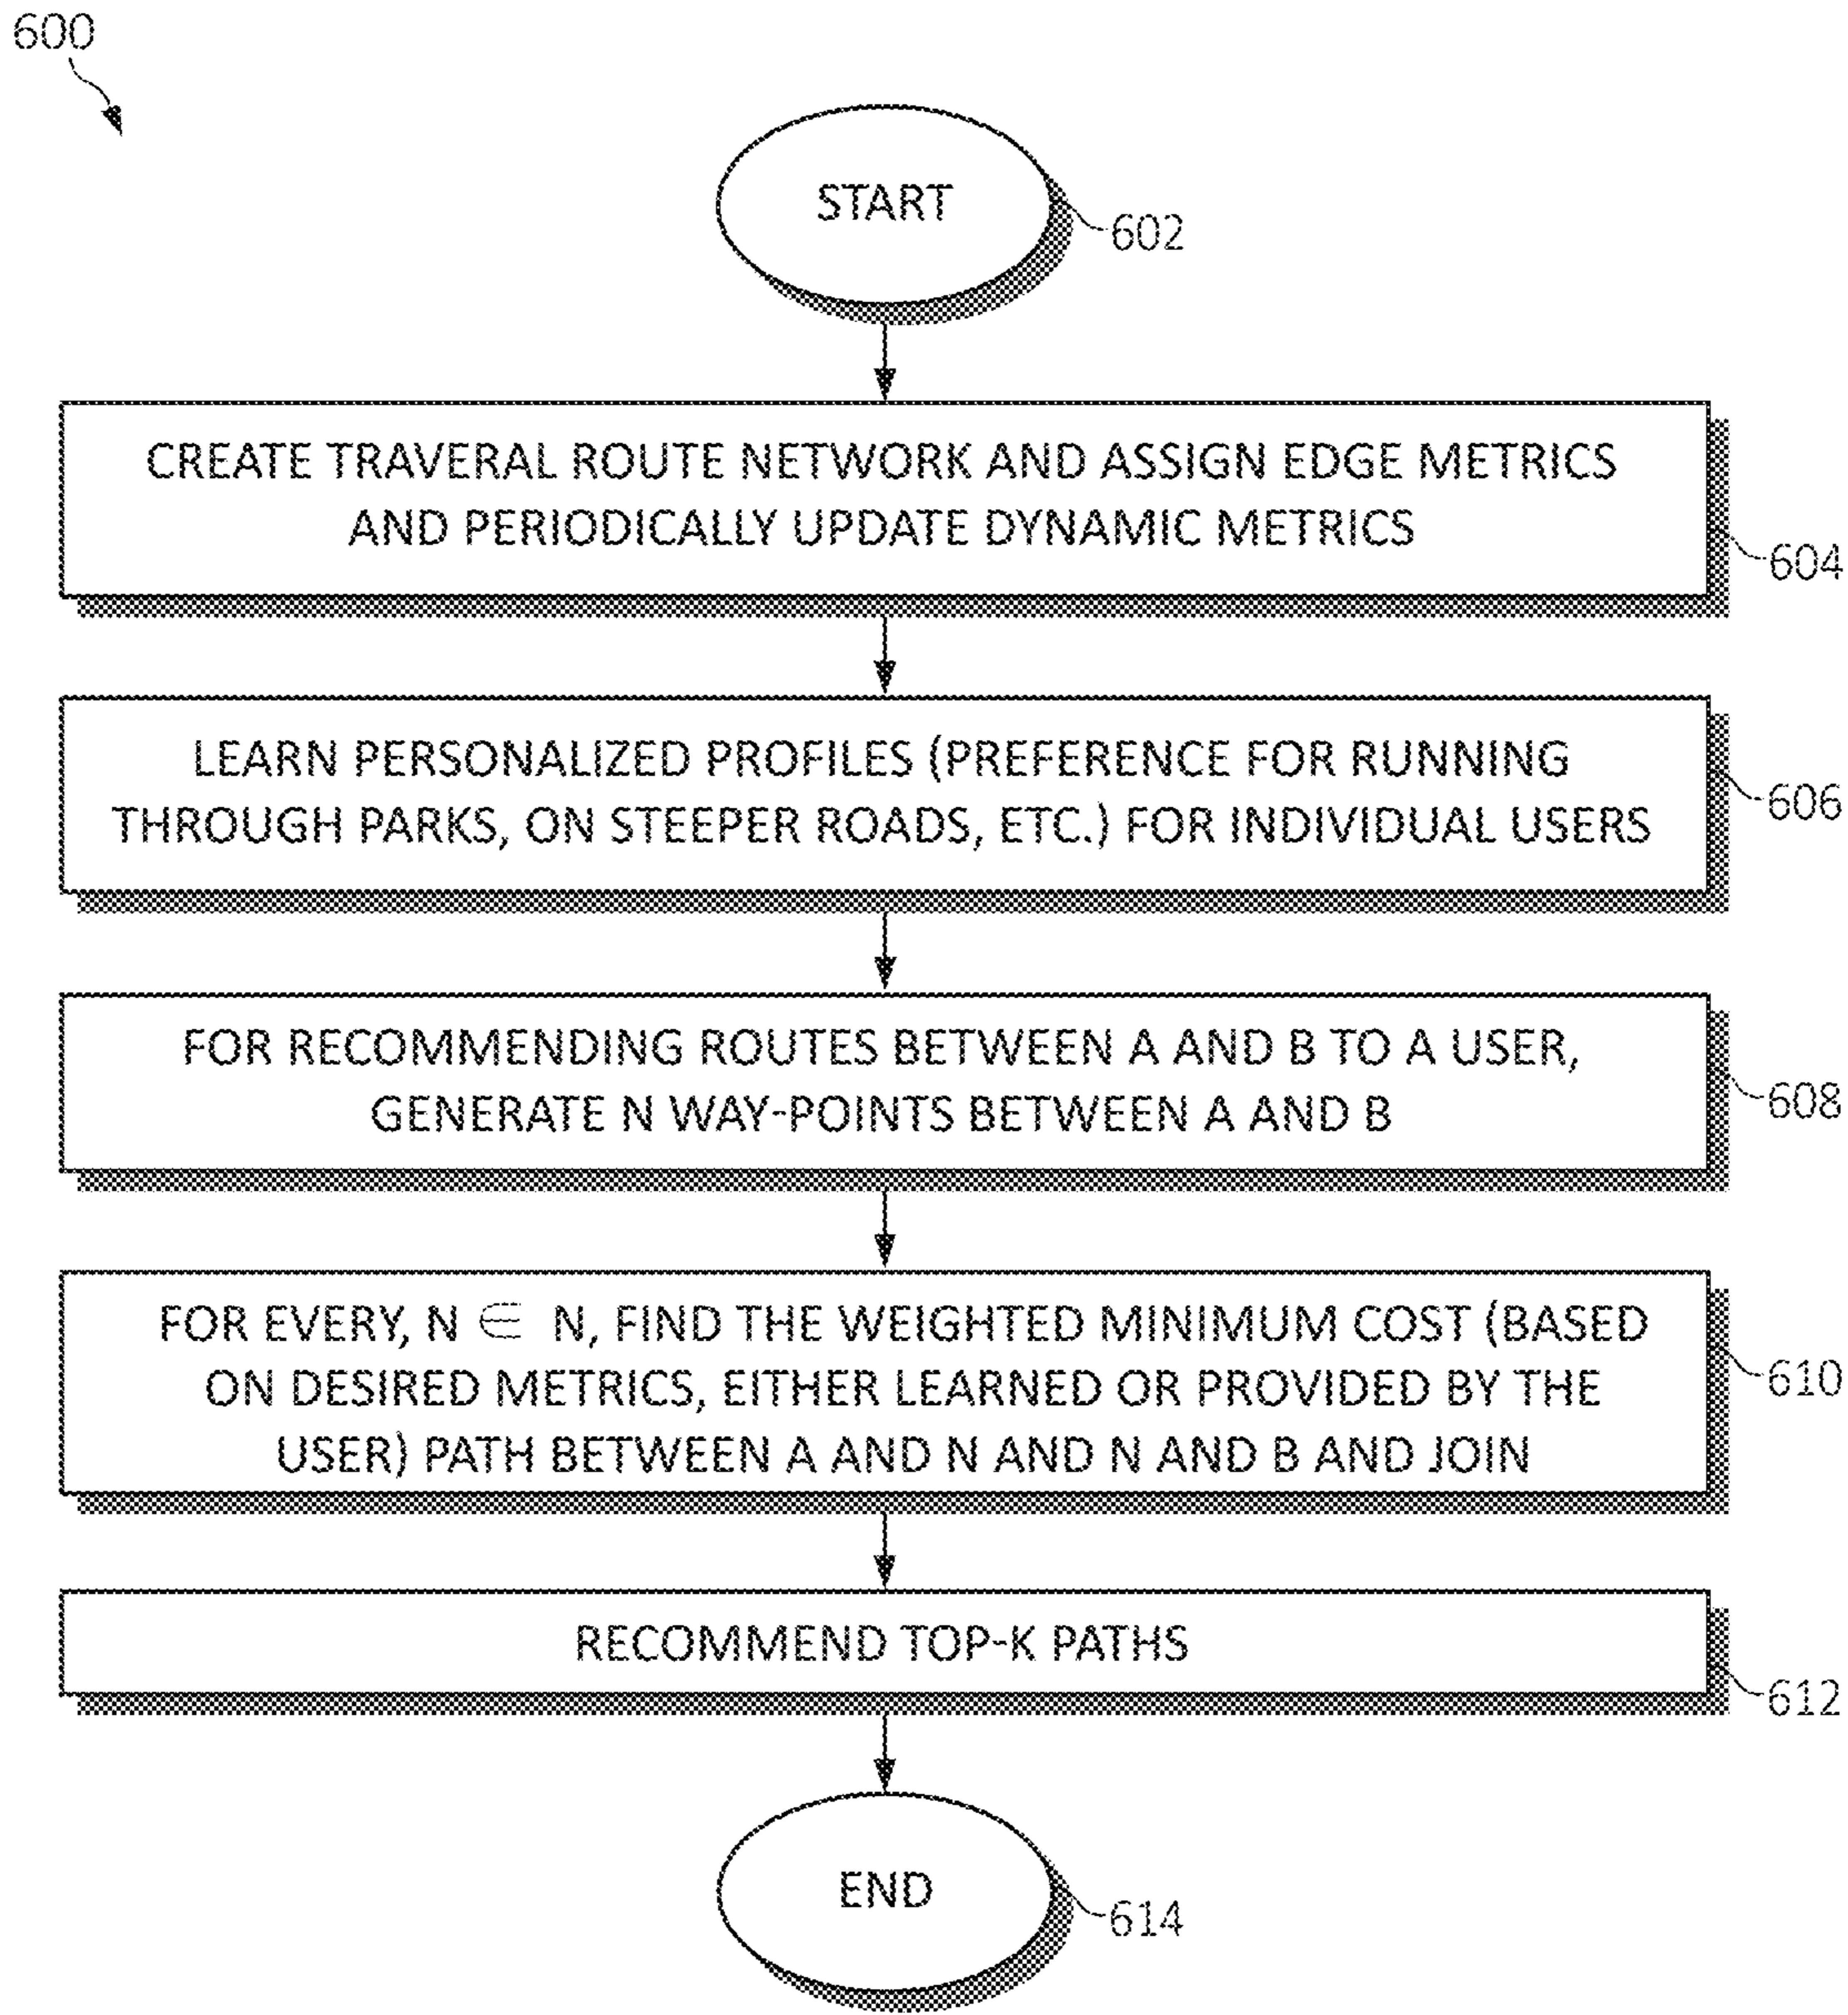 600
START
602
CREATE TRAVERAL ROUTE NETWORK AND ASSIGN EDGE METRICS
AND PERIODICALLY UPDATE DYNAMIC METRICS
604
LEARN PERSONALIZED PROFILES (PREFERENCE FOR RUNNING
THROUGH PARKS, ON STEEPER ROADS, ETC.) FOR INDIVIDUAL USERS
606
FOR RECOMMENDING ROUTES BETWEEN A AND B TO A USER,
GENERATE N WAY-POINTS BETWEEN A AND B
608
FOR EVERY, N ∈ N, FIND THE WEIGHTED MINIMUM COST (BASED
ON DESIRED METRICS, EITHER LEARNED OR PROVIDED BY THE
USER) PATH BETWEEN A AND N AND N AND B AND JOIN
610
RECOMMEND TOP-K PATHS
612
END
614